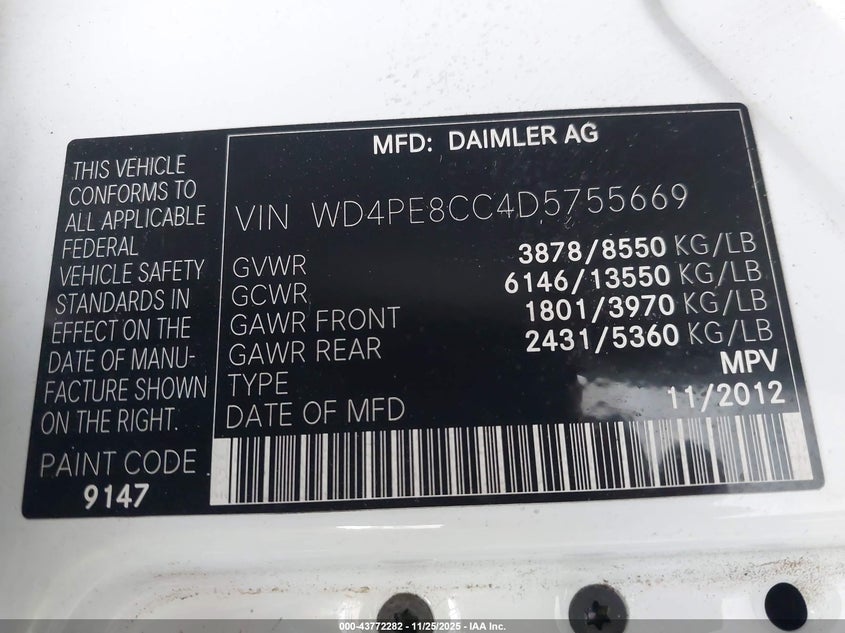 MFD: DAIMLER AG
THIS VEHICLE
CONFORMS TO
ALL APPLICABLE
FEDERAL
VEHICLE SAFETY
STANDARDS IN
EFFECT ON THE
DATE OF MANU-
FACTURE SHOWN
ON THE RIGHT.
PAINT CODE
9147
VIN WD4PE8CC4D5755669
GVWR 3878/8550 KG/LB
GCWR 6146/13550 KG/LB
GAWR FRONT 1801/3970 KG/LB
GAWR REAR 2431/5360 KG/LB
TYPE MPV
DATE OF MFD 11/2012
000-43772282 - 11/25/2025 - IAA Inc.